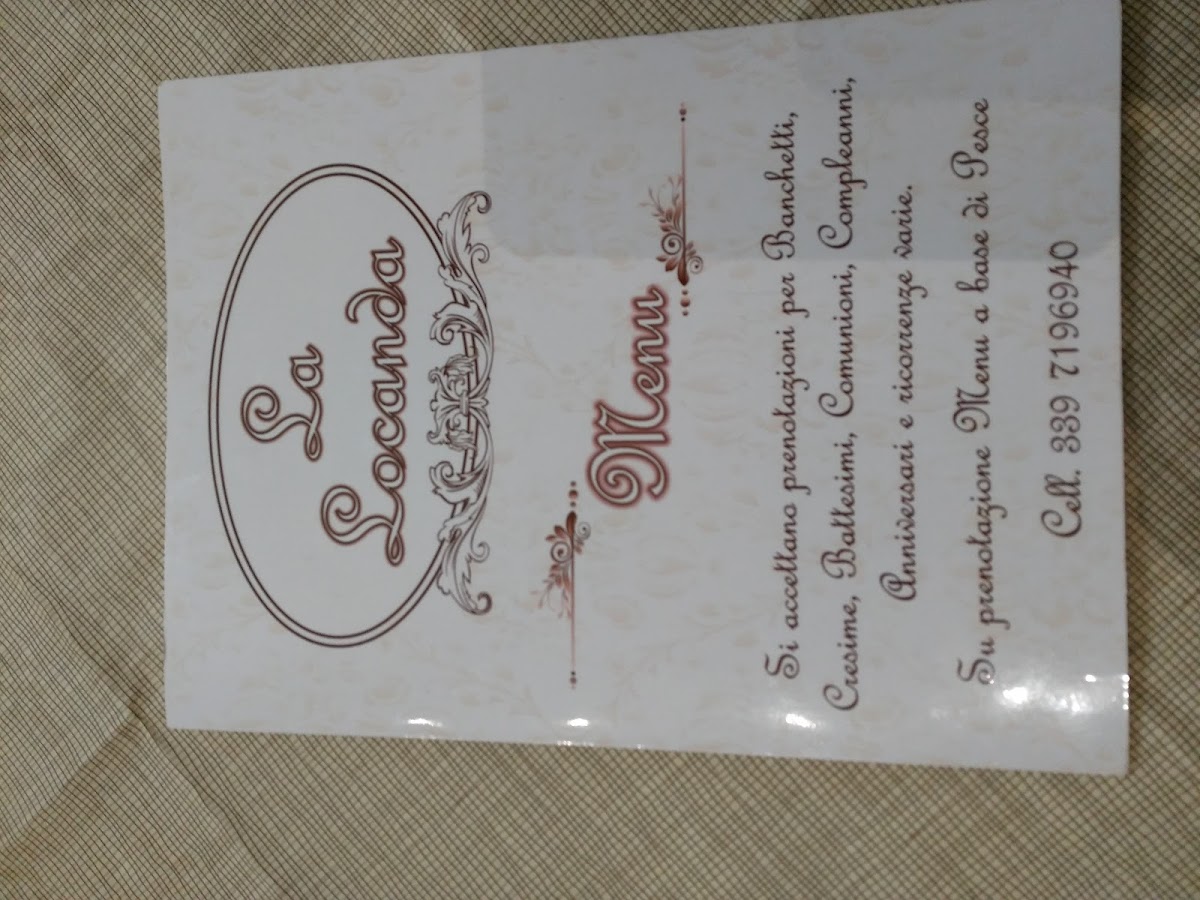 La
Locanda
Menu
Si accettano prenotazioni per Banchetti,
Cresime, Battesimi, Comunioni, Compleanni,
Anniversari e ricorrenze varie.
Su prenotazione Menu a base di Pesce
Cell. 339 7196940